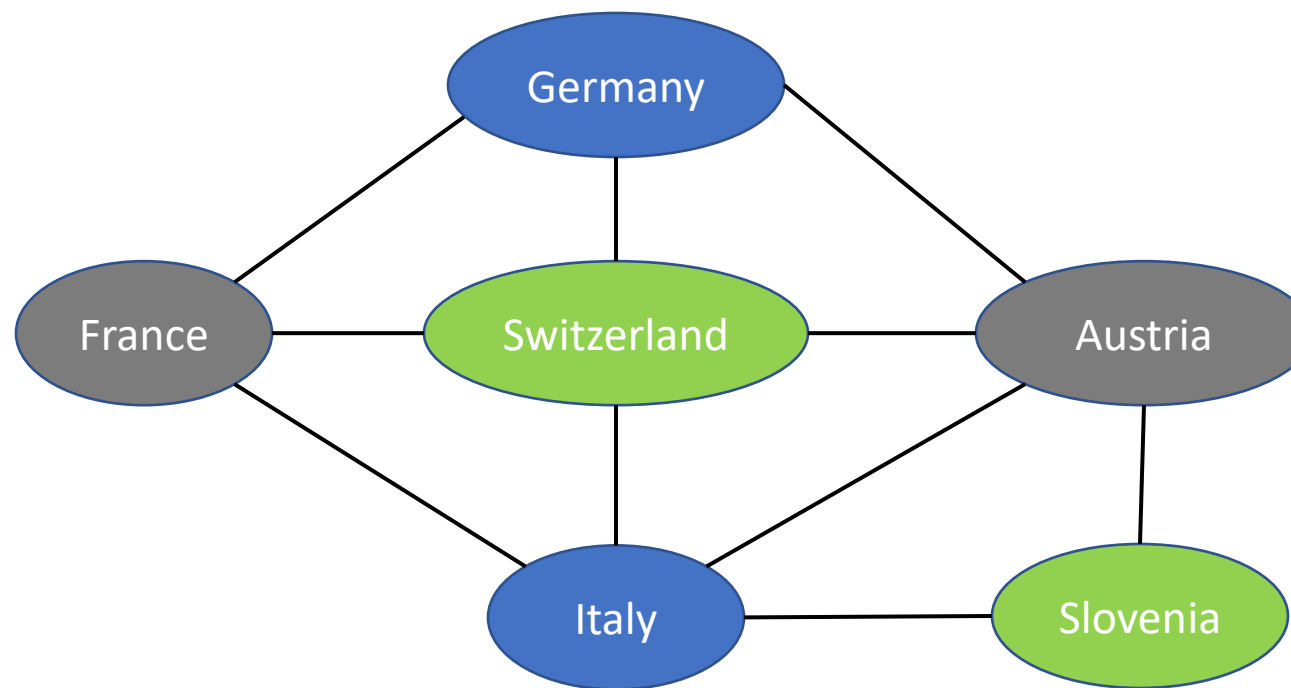 Germany
France
Switzerland
Austria
Italy
Slovenia